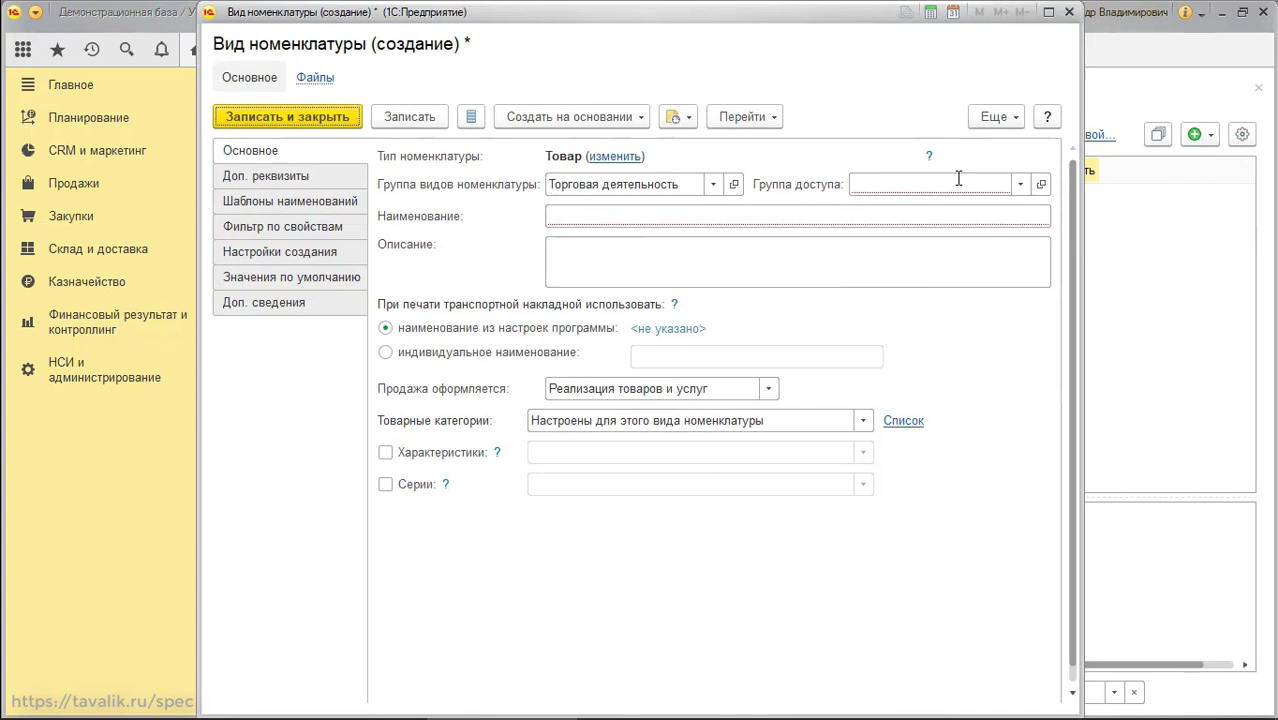 Демонстрационная база / У
Вид номенклатуры (создание) * (1С:Предприятие)
M M+ M-
др Владимирович
Вид номенклатуры (создание) *
Основное Файлы
Записать и закрыть Записать Создать на основании Перейти Еще ?
Главное
Планирование
CRM и маркетинг
Продажи
Закупки
Склад и доставка
Казначейство
Финансовый результат и
контроллинг
НСИ и
администрирование
Основное
Доп. реквизиты
Шаблоны наименований
Фильтр по свойствам
Настройки создания
Значения по умолчанию
Доп. сведения
Тип номенклатуры: Товар (изменить) ?
Группа видов номенклатуры: Торговая деятельность Группа доступа:
Наименование:
Описание:
При печати транспортной накладной использовать: ?
наименование из настроек программы: <не указано>
индивидуальное наименование:
Продажа оформляется: Реализация товаров и услуг
Товарные категории: Настроены для этого вида номенклатуры Список
Характеристики: ?
Серии: ?
вой...
ть
https://tavalik.ru/spec